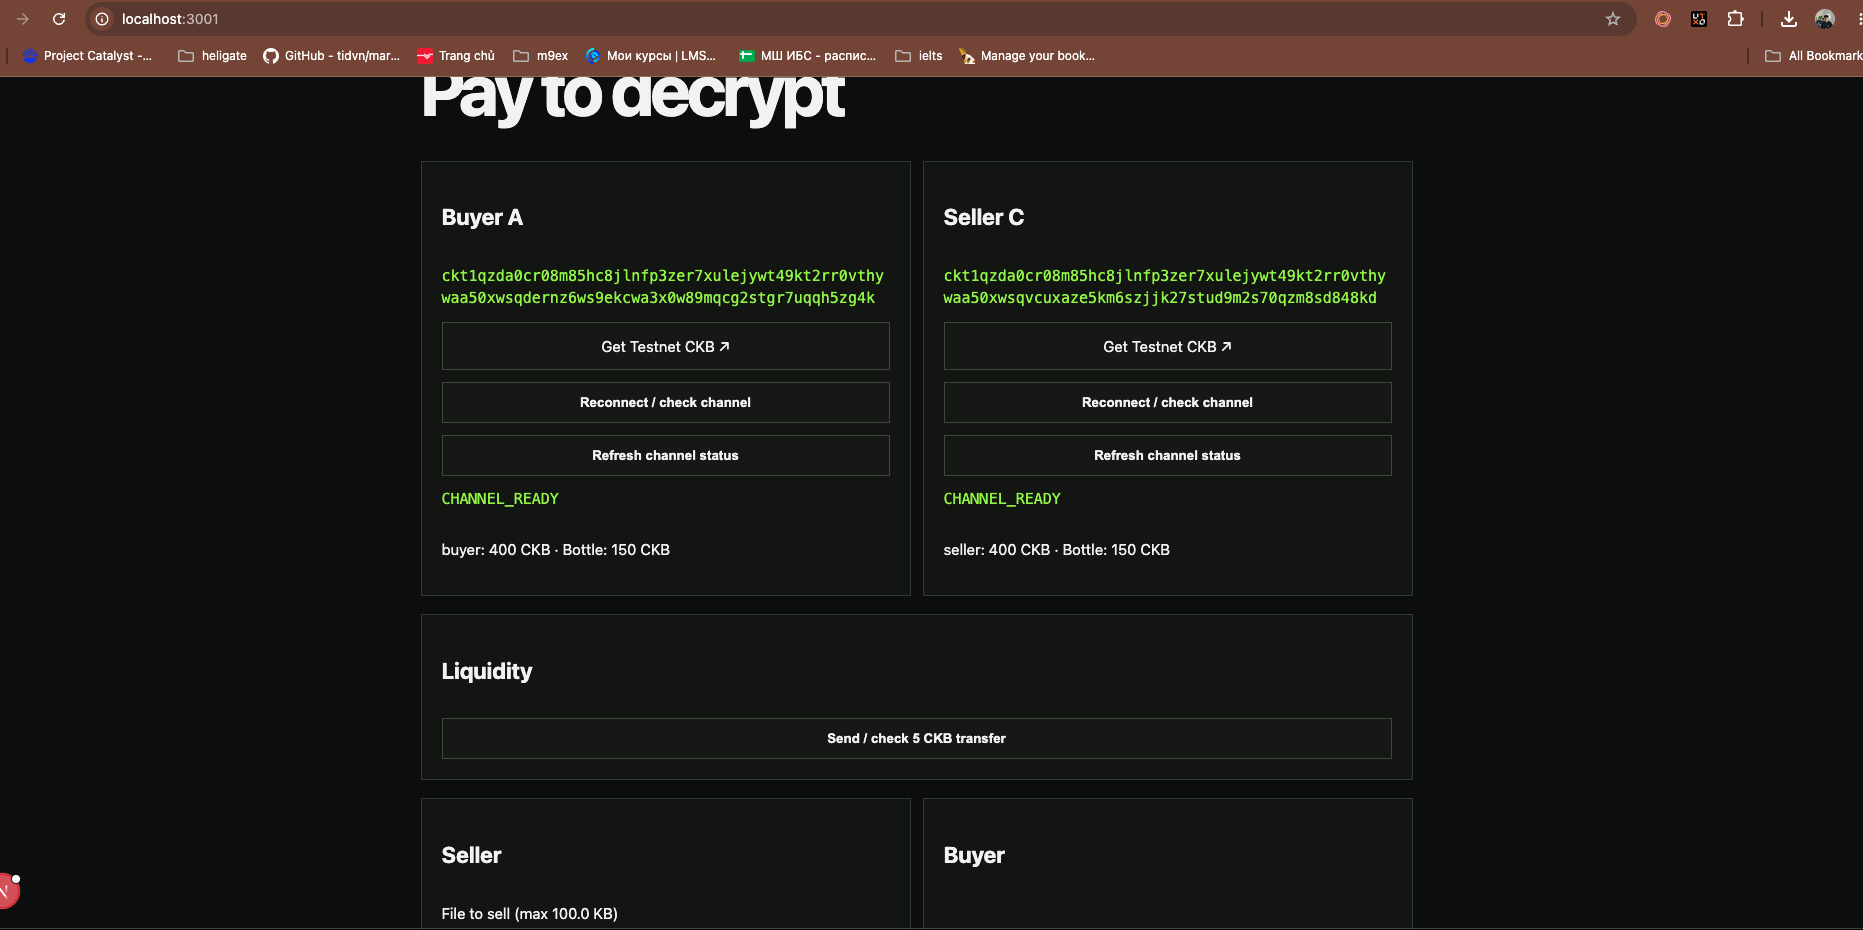 localhost:3001
Project Catalyst -...
heligate
GitHub - tidvn/mar...
Trang chủ
m9ex
Мои курсы | LMS...
МШ ИБС - распис...
ielts
Manage your book...
All Bookmark
Pay to decrypt
Buyer A
ckt1qzda0cr08m85hc8jlnfp3zer7xulejywt49kt2rr0vthy
waa50xwsqdernz6ws9ekcwa3x0w89mqcg2stgr7uqqh5zg4k
Get Testnet CKB ↗
Reconnect / check channel
Refresh channel status
CHANNEL_READY
buyer: 400 CKB · Bottle: 150 CKB
Seller C
ckt1qzda0cr08m85hc8jlnfp3zer7xulejywt49kt2rr0vthy
waa50xwsqvcuxaze5km6szjjk27stud9m2s70qzm8sd848kd
Get Testnet CKB ↗
Reconnect / check channel
Refresh channel status
CHANNEL_READY
seller: 400 CKB · Bottle: 150 CKB
Liquidity
Send / check 5 CKB transfer
Seller
File to sell (max 100.0 KB)
Buyer